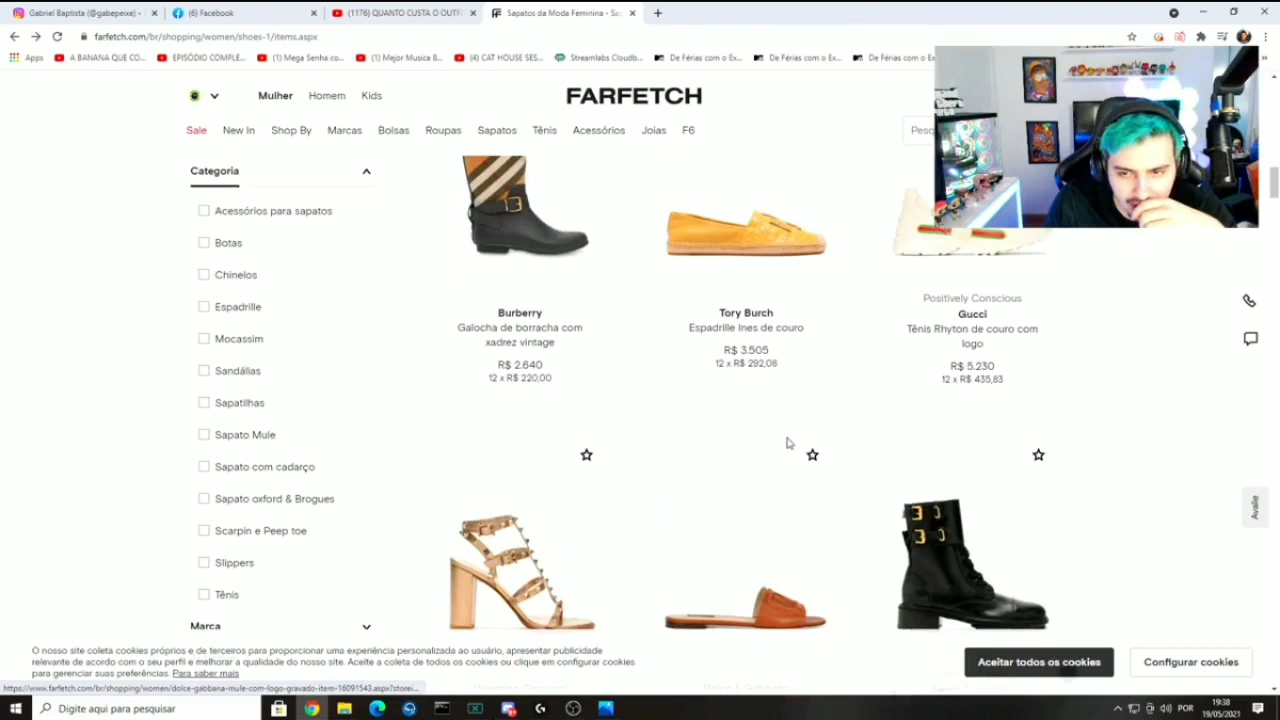 Gabriel Baptista (@gabepeixe) •
(6) Facebook
(1176) QUANTO CUSTA O OUTF
Sapatos da Moda Feminina - Sa
farfetch.com/br/shopping/women/shoes-1/items.aspx
Apps
A BANANA QUE CO...
EPISÓDIO COMPLE...
(1) Mega Senha co...
(1) Mejor Musica B...
(4) CAT HOUSE SES...
Streamlabs Cloudb...
De Férias com o Ex...
De Férias com o Ex...
De Férias com o Ex
Mulher
Homem
Kids
FARFETCH
Sale
New In
Shop By
Marcas
Bolsas
Roupas
Sapatos
Tênis
Acessórios
Joias
F6
Pesq
Categoria
Acessórios para sapatos
Botas
Chinelos
Espadrille
Mocassim
Sandálias
Sapatilhas
Sapato Mule
Sapato com cadarço
Sapato oxford & Brogues
Scarpin e Peep toe
Slippers
Tênis
Marca
Burberry
Galocha de borracha com
xadrez vintage
R$ 2.640
12 x R$ 220,00
Tory Burch
Espadrille Ines de couro
R$ 3.505
12 x R$ 292,08
Positively Conscious
Gucci
Tênis Rhyton de couro com
logo
R$ 5.230
12 x R$ 435,83
Avalie
O nosso site coleta cookies próprios e de terceiros para proporcionar uma experiência personalizada ao usuário, apresentar publicidade
relevante de acordo com o seu perfil e melhorar a qualidade do nosso site. Aceite a coleta de todos os cookies ou clique em configurar cookies
para gerenciar suas preferências. Para saber mais
Aceitar todos os cookies
Configurar cookies
https://www.farfetch.com/br/shopping/women/dolce-gabbana-mule-com-logo-gravado-item-16091543.aspx?storei...
Digite aqui para pesquisar
POR
19:38
19/05/2021